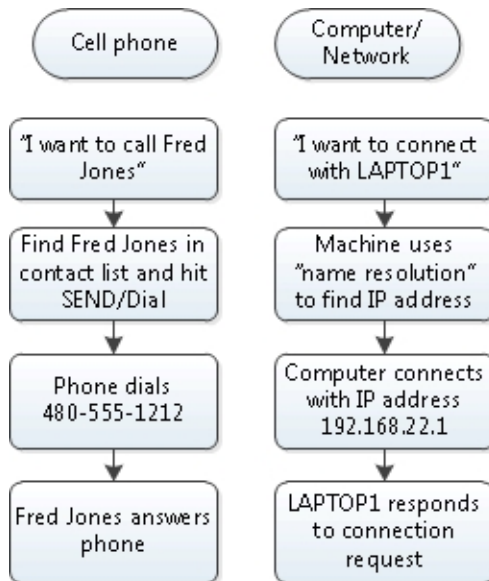 Cell phone
Computer/
Network
"I want to call Fred
Jones"
"I want to connect
with LAPTOP1"
Find Fred Jones in
contact list and hit
SEND/Dial
Machine uses
"name resolution"
to find IP address
Phone dials
480-555-1212
Computer connects
with IP address
192.168.22.1
Fred Jones answers
phone
LAPTOP1 responds
to connection
request